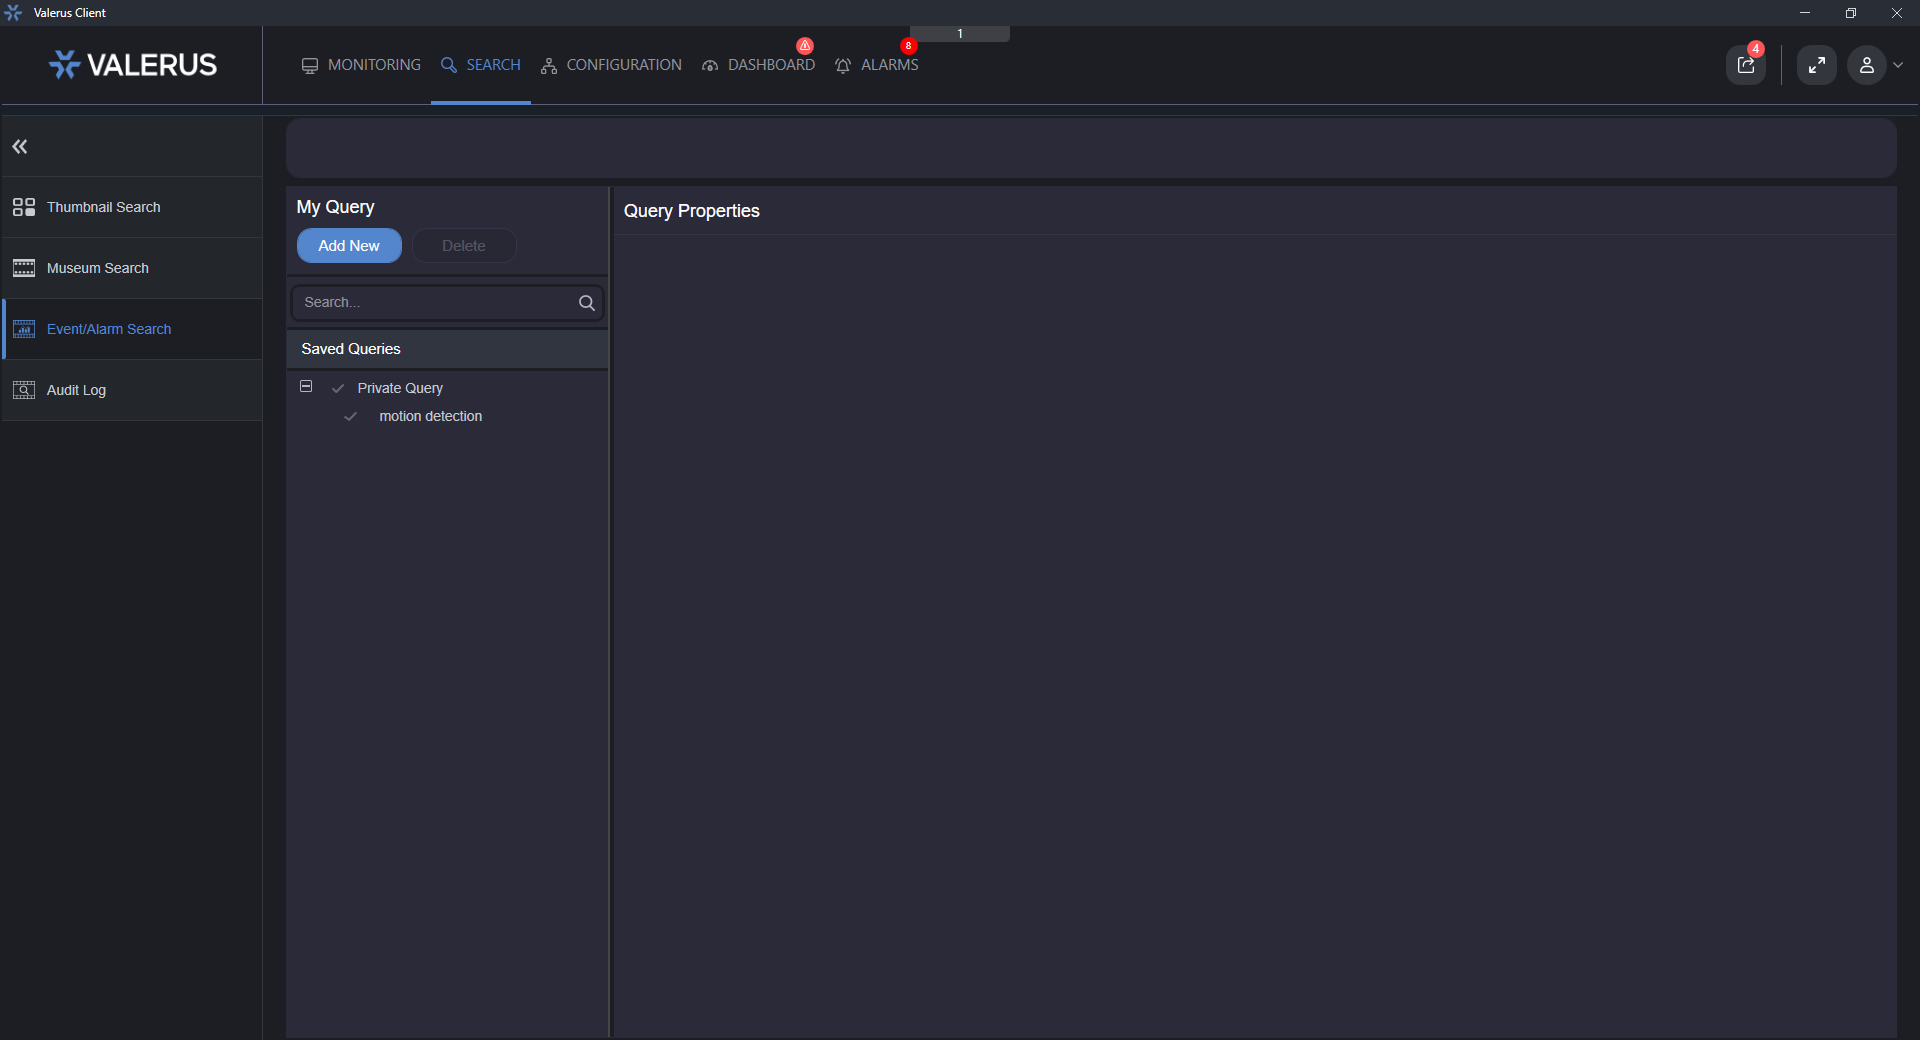 Valerus Client
1
VALERUS
MONITORING
SEARCH
CONFIGURATION
DASHBOARD
ALARMS
8
4
Thumbnail Search
Museum Search
Event/Alarm Search
Audit Log
My Query
Add New
Delete
Search...
Saved Queries
Private Query
motion detection
Query Properties